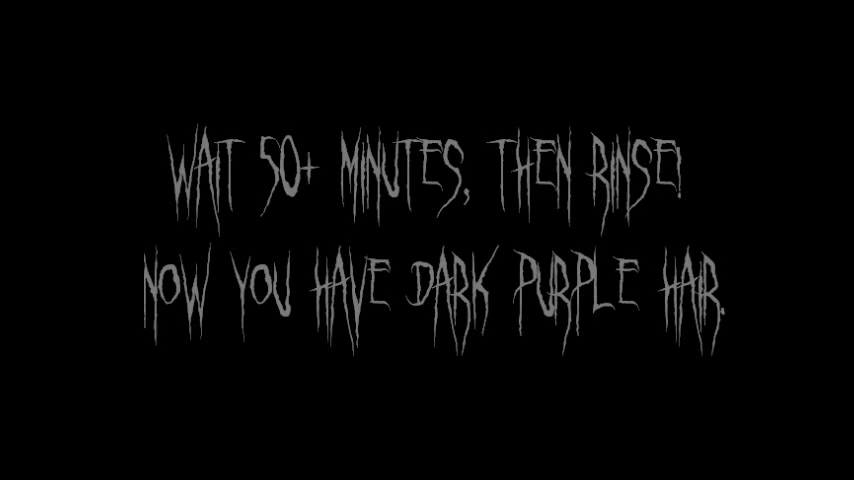 WAIT 50+ MINUTES, THEN RINSE!
NOW YOU HAVE DARK PURPLE HAIR.